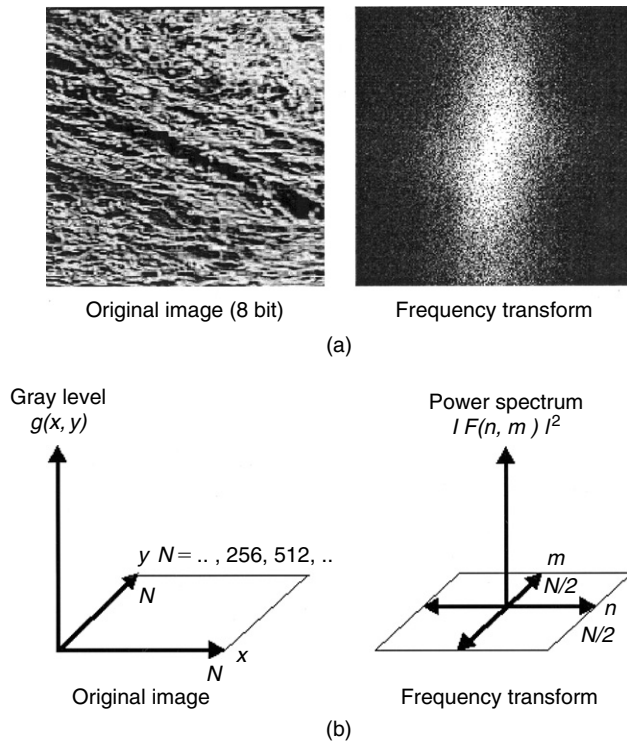 Original image (8 bit)
Frequency transform
(a)
Gray level
g(x, y)
y N = .. , 256, 512, ..
N
N
x
Original image
Power spectrum
I F(n, m ) I²
m
N/2
n
N/2
Frequency transform
(b)